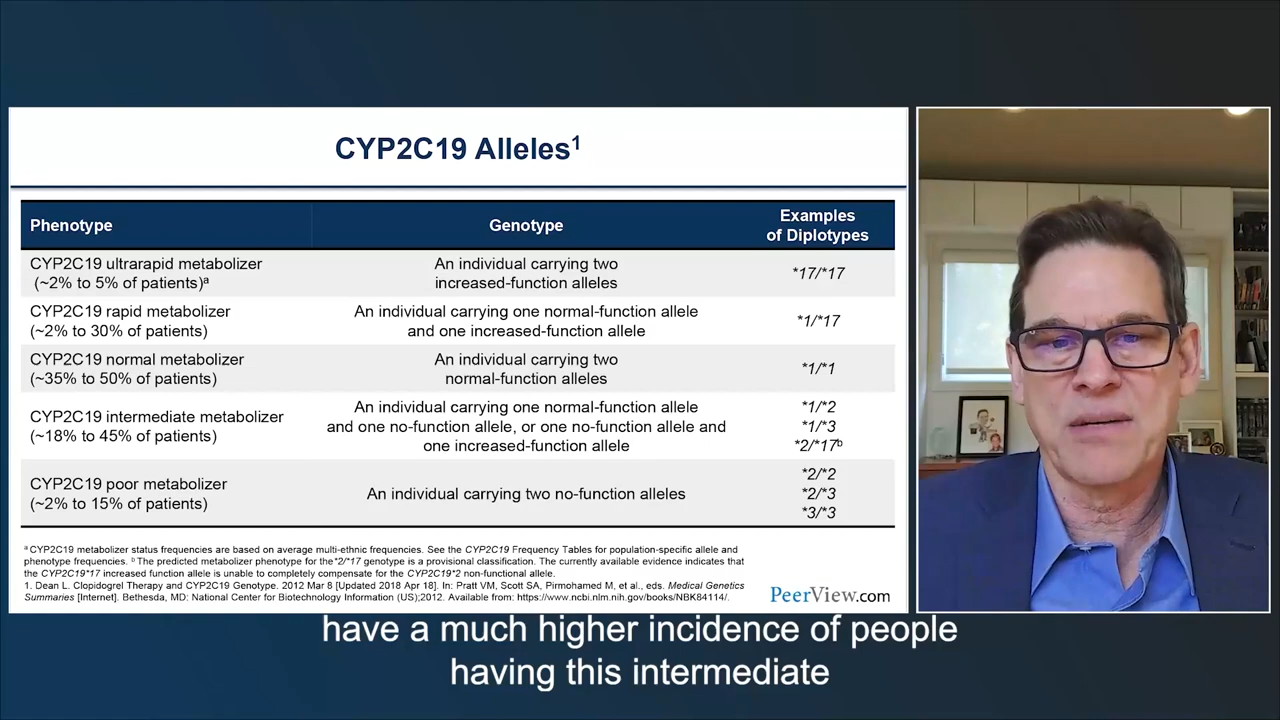 CYP2C19 Alleles¹
Phenotype
Genotype
Examples
of Diplotypes
CYP2C19 ultrarapid metabolizer
(~2% to 5% of patients)ᵃ
An individual carrying two
increased-function alleles
*17/*17
CYP2C19 rapid metabolizer
(~2% to 30% of patients)
An individual carrying one normal-function allele
and one increased-function allele
*1/*17
CYP2C19 normal metabolizer
(~35% to 50% of patients)
An individual carrying two
normal-function alleles
*1/*1
CYP2C19 intermediate metabolizer
(~18% to 45% of patients)
An individual carrying one normal-function allele
and one no-function allele, or one no-function allele and
one increased-function allele
*1/*2
*1/*3
*2/*17ᵇ
CYP2C19 poor metabolizer
(~2% to 15% of patients)
An individual carrying two no-function alleles
*2/*2
*2/*3
*3/*3
ᵃ CYP2C19 metabolizer status frequencies are based on average multi-ethnic frequencies. See the CYP2C19 Frequency Tables for population-specific allele and
phenotype frequencies. ᵇ The predicted metabolizer phenotype for the *2/*17 genotype is a provisional classification. The currently available evidence indicates that
the CYP2C19*17 increased function allele is unable to completely compensate for the CYP2C19*2 non-functional allele.
1. Dean L. Clopidogrel Therapy and CYP2C19 Genotype. 2012 Mar 8 [Updated 2018 Apr 18]. In: Pratt VM, Scott SA, Pirmohamed M, et al., eds. Medical Genetics
Summaries [Internet]. Bethesda, MD: National Center for Biotechnology Information (US);2012. Available from: https://www.ncbi.nlm.nih.gov/books/NBK84114/.
PeerView.com
have a much higher incidence of people
having this intermediate